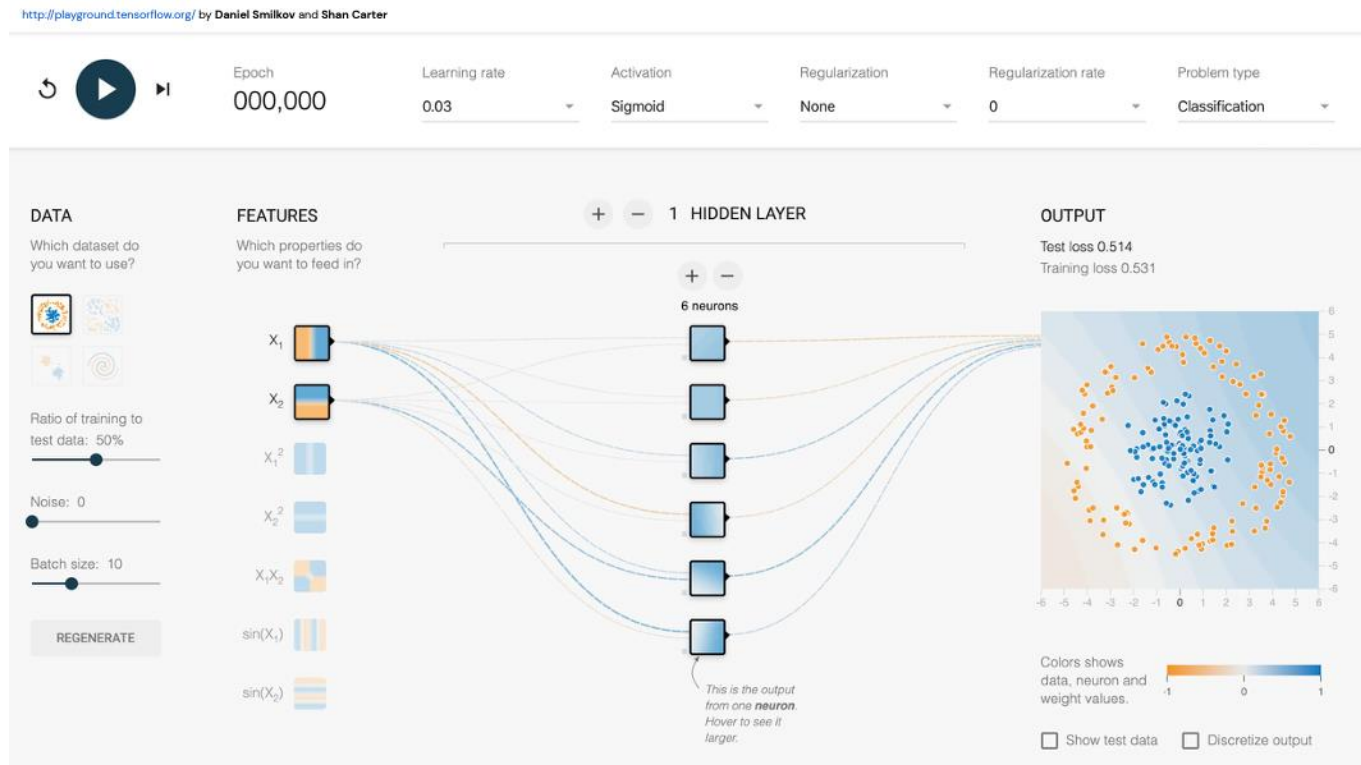 http://playground.tensorflow.org/ by Daniel Smilkov and Shan Carter
Epoch
000,000
Learning rate
0.03
Activation
Sigmoid
Regularization
None
Regularization rate
0
Problem type
Classification
DATA
Which dataset do
you want to use?
Ratio of training to
test data: 50%
Noise: 0
Batch size: 10
REGENERATE
FEATURES
Which properties do
you want to feed in?
X₁
X₂
X₁²
X₂²
X₁X₂
sin(X₁)
sin(X₂)
+ − 1 HIDDEN LAYER
+ −
6 neurons
This is the output
from one neuron.
Hover to see it
larger.
OUTPUT
Test loss 0.514
Training loss 0.531
6
5
4
3
2
1
0
-1
-2
-3
-4
-5
-6
-6 -5 -4 -3 -2 -1 0 1 2 3 4 5 6
Colors shows
data, neuron and
weight values.
-1 0 1
Show test data Discretize output